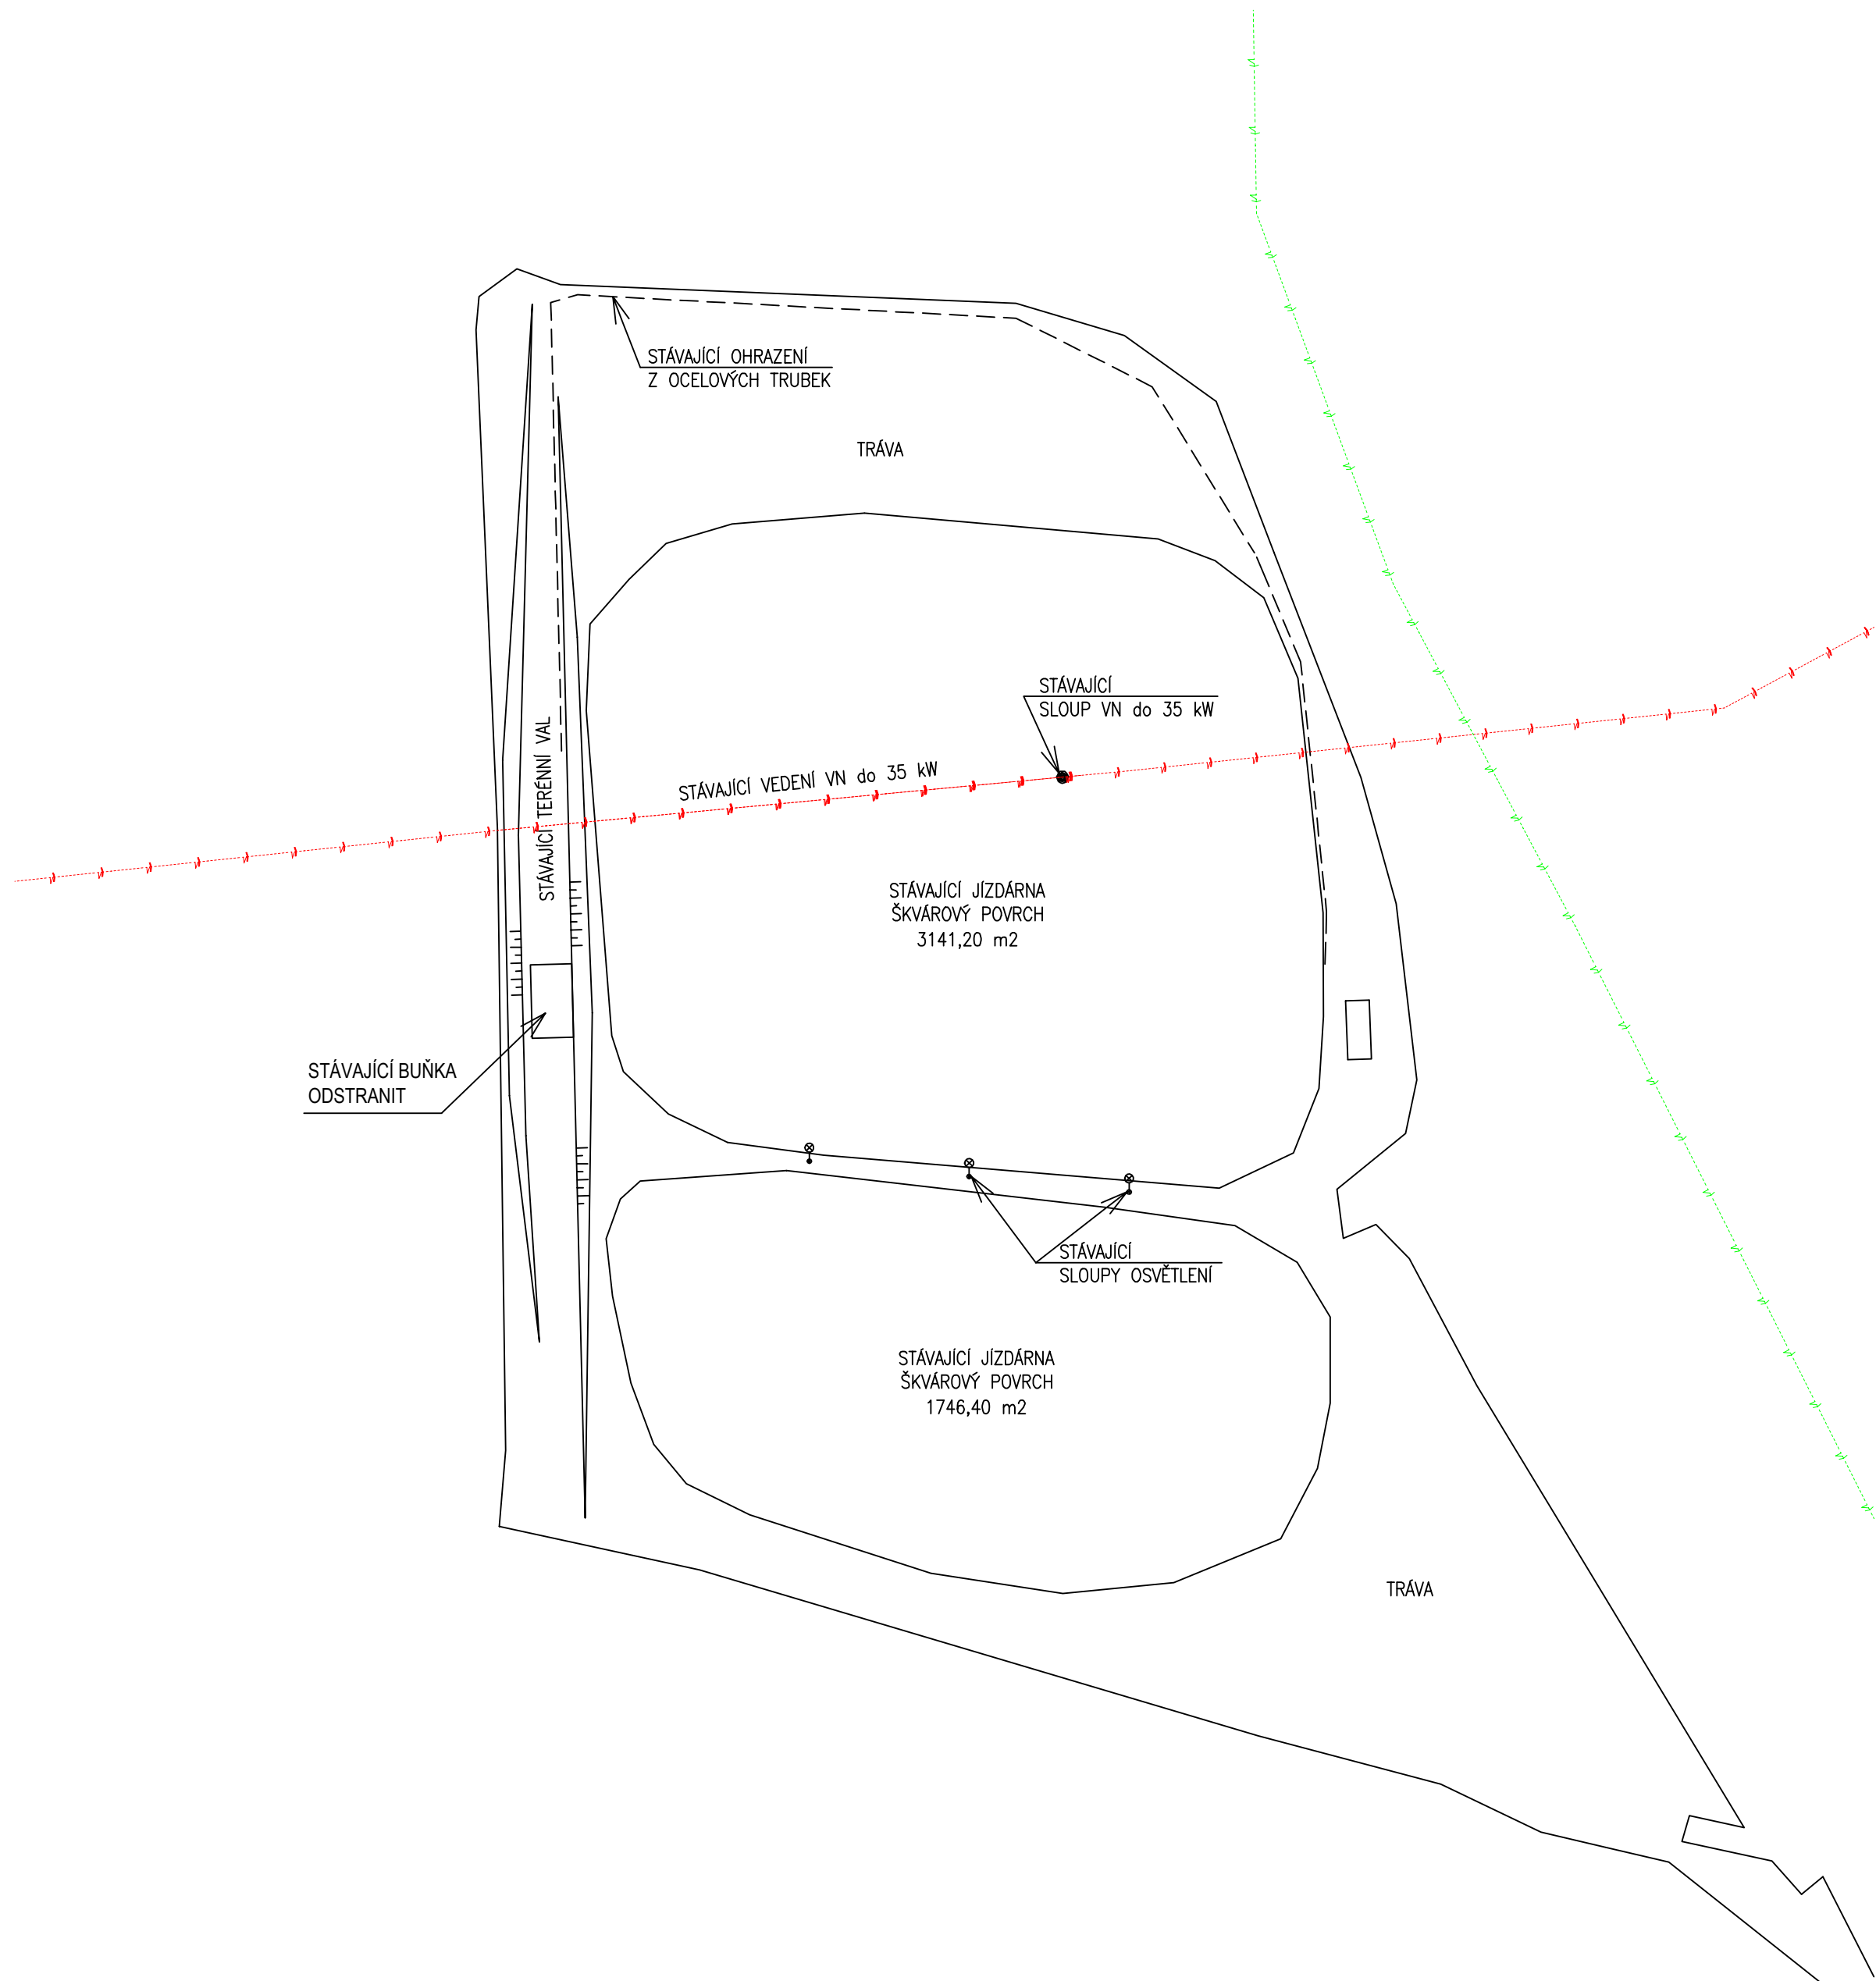 STÁVAJÍCÍ OHRAZENÍ
Z OCELOVÝCH TRUBEK
TRÁVA
STÁVAJÍCÍ
SLOUP VN do 35 kW
STÁVAJÍCÍ VEDENÍ VN do 35 kW
STÁVAJÍCÍ TERÉNNÍ VAL
STÁVAJÍCÍ JÍZDÁRNA
ŠKVÁROVÝ POVRCH
3141,20 m2
STÁVAJÍCÍ BUŇKA
ODSTRANIT
STÁVAJÍCÍ
SLOUPY OSVĚTLENÍ
STÁVAJÍCÍ JÍZDÁRNA
ŠKVÁROVÝ POVRCH
1746,40 m2
TRÁVA